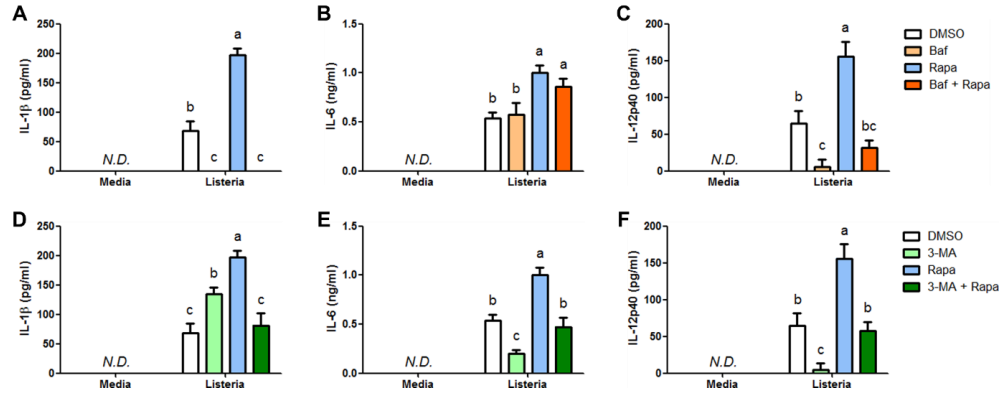 A
IL-1β (pg/ml)
250
200
150
100
50
0
N.D.
b
c
a
c
Media
Listeria
B
IL-6 (ng/ml)
1.5
1.0
0.5
0.0
N.D.
b
b
a
a
Media
Listeria
C
IL-12p40 (pg/ml)
200
150
100
50
0
N.D.
b
c
a
bc
Media
Listeria
DMSO
Baf
Rapa
Baf + Rapa
D
IL-1β (pg/ml)
250
200
150
100
50
0
N.D.
c
b
a
c
Media
Listeria
E
IL-6 (ng/ml)
1.5
1.0
0.5
0.0
N.D.
b
c
a
b
Media
Listeria
F
IL-12p40 (pg/ml)
200
150
100
50
0
N.D.
b
c
a
b
Media
Listeria
DMSO
3-MA
Rapa
3-MA + Rapa